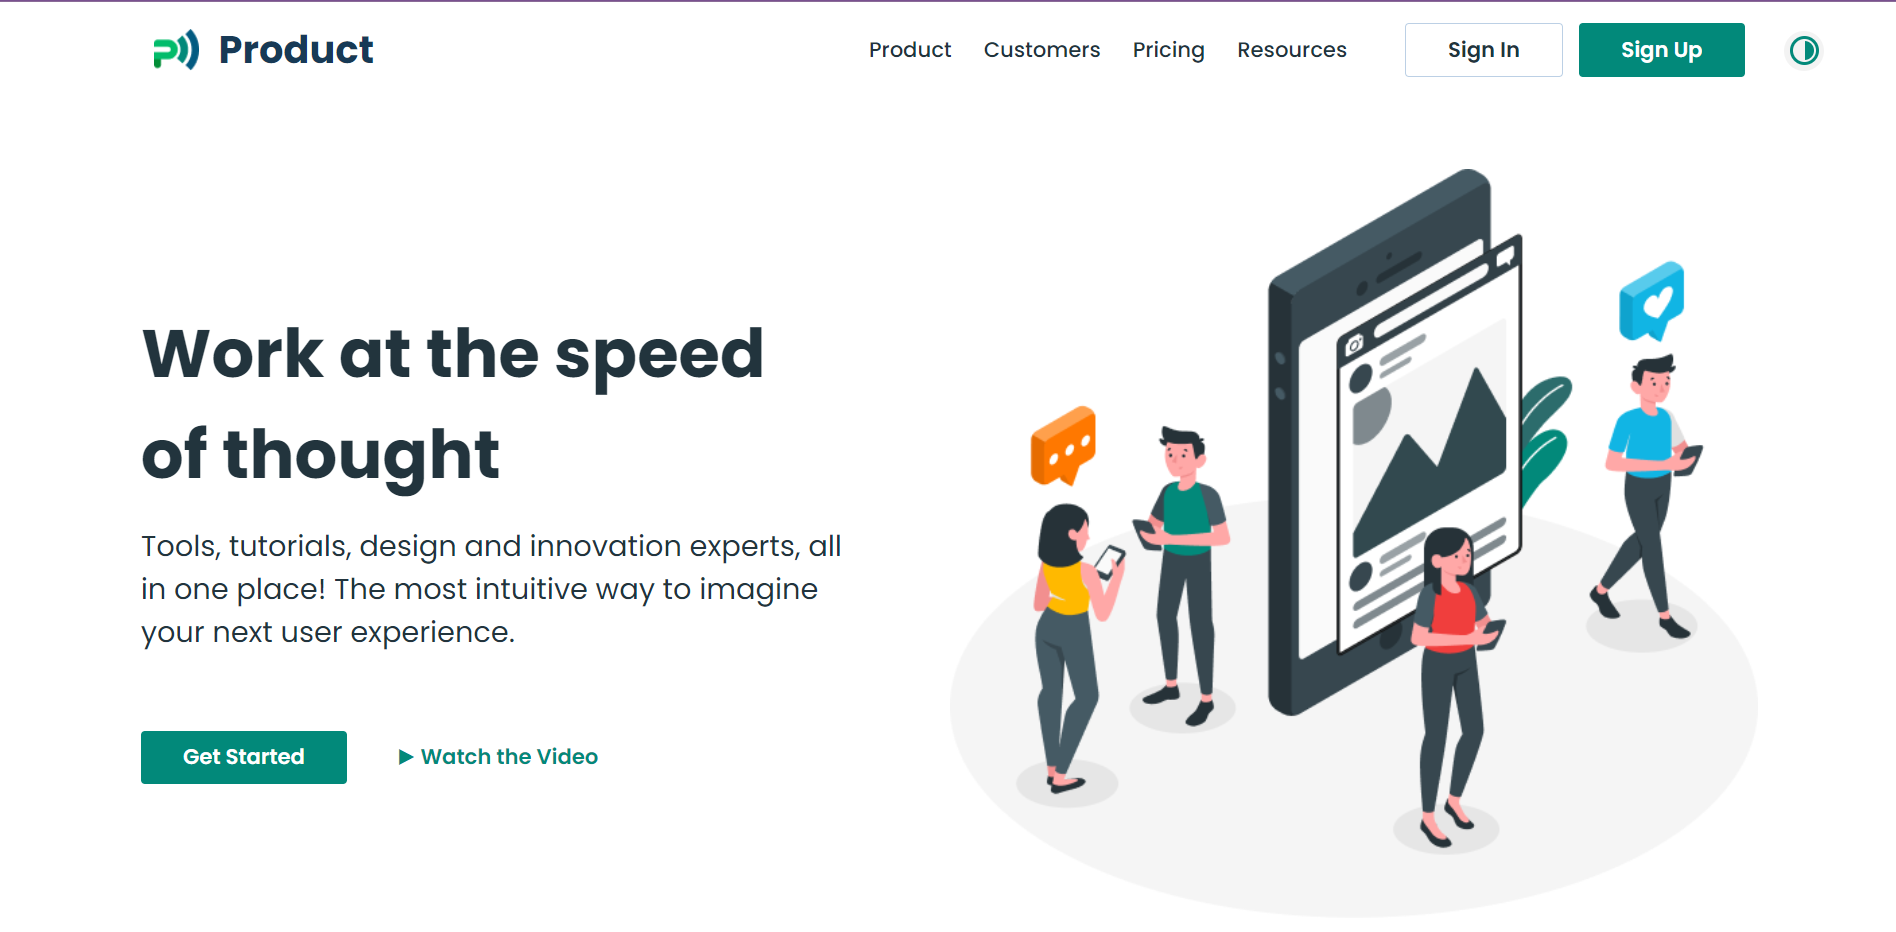 Product
Product Customers Pricing Resources Sign In Sign Up
Work at the speed
of thought
Tools, tutorials, design and innovation experts, all
in one place! The most intuitive way to imagine
your next user experience.
Get Started
Watch the Video